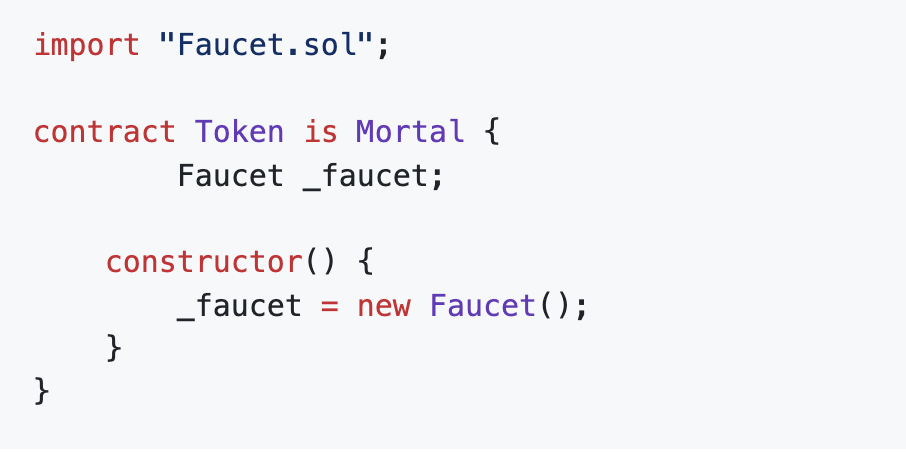 import "Faucet.sol";
contract Token is Mortal {
        Faucet _faucet;
    constructor() {
        _faucet = new Faucet();
    }
}